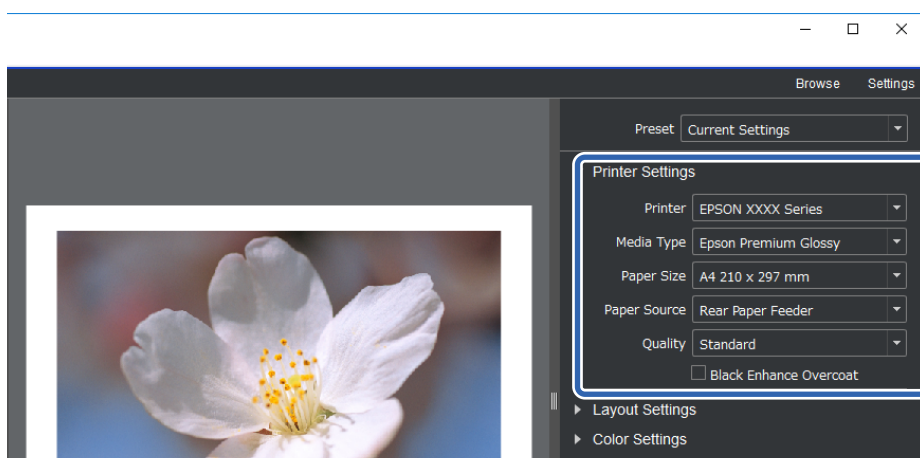 Browse Settings
Preset Current Settings
Printer Settings
Printer EPSON XXXX Series
Media Type Epson Premium Glossy
Paper Size A4 210 x 297 mm
Paper Source Rear Paper Feeder
Quality Standard
Black Enhance Overcoat
Layout Settings
Color Settings